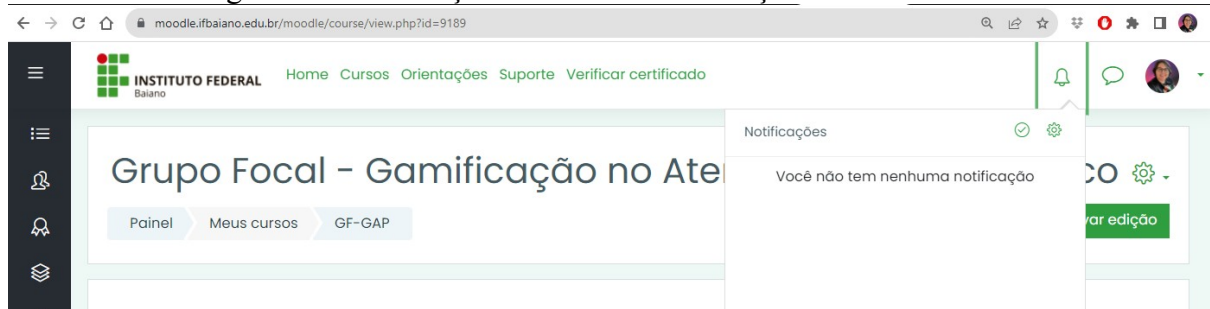 moodle.ifbaiano.edu.br/moodle/course/view.php?id=9189
INSTITUTO FEDERAL
Baiano
Home Cursos Orientações Suporte Verificar certificado
Notificações
Você não tem nenhuma notificação
Grupo Focal - Gamificação no Ate
co
Painel Meus cursos GF-GAP
var edição